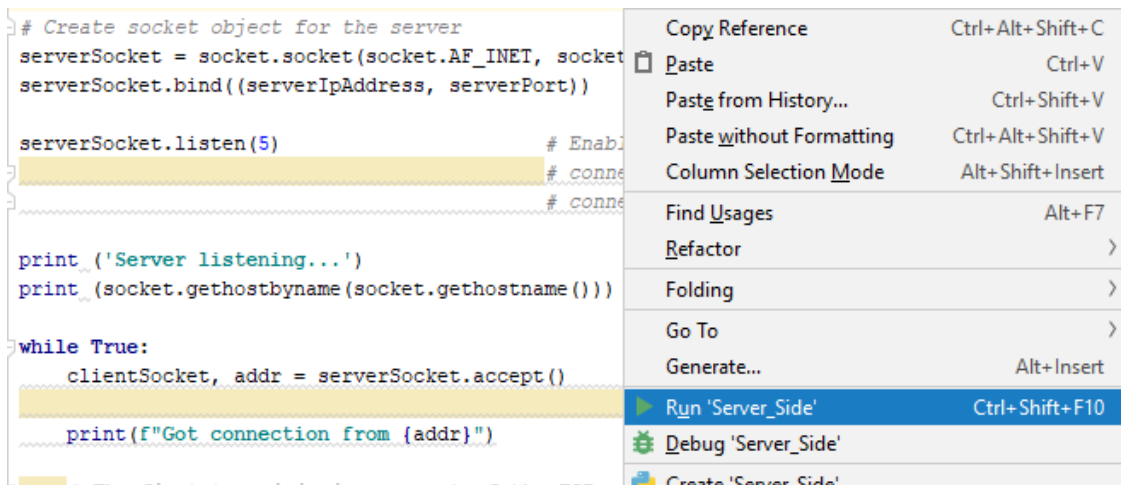 # Create socket object for the server
serverSocket = socket.socket(socket.AF_INET, socket
serverSocket.bind((serverIpAddress, serverPort))
serverSocket.listen(5) # Enabl
# conne
# conne
print ('Server listening...')
print (socket.gethostbyname(socket.gethostname()))
while True:
clientSocket, addr = serverSocket.accept()
print(f"Got connection from {addr}")
Copy Reference Ctrl+Alt+Shift+C
Paste Ctrl+V
Paste from History... Ctrl+Shift+V
Paste without Formatting Ctrl+Alt+Shift+V
Column Selection Mode Alt+Shift+Insert
Find Usages Alt+F7
Refactor
Folding
Go To
Generate... Alt+Insert
Run 'Server_Side' Ctrl+Shift+F10
Debug 'Server_Side'
Create 'Server_Side'